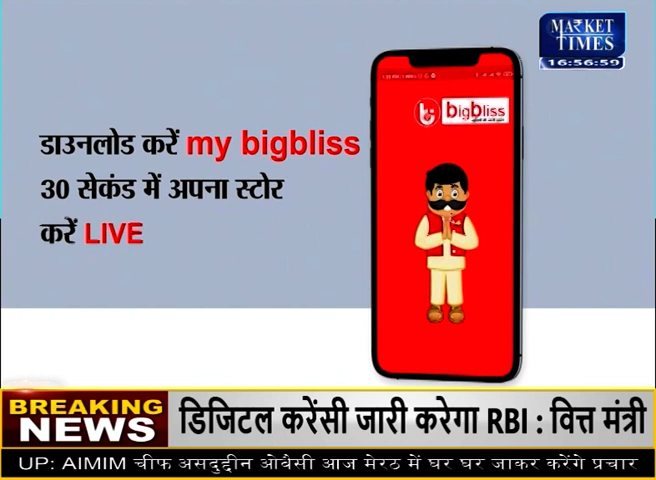 MARKET
TIMES
16:56:59
bigbliss
डाउनलोड करें my bigbliss
30 सेकंड में अपना स्टोर
करें LIVE
BREAKING
NEWS
डिजिटल करेंसी जारी करेगा RBI : वित्त मंत्री
UP: AIMIM चीफ असदुद्दीन ओबैसी आज मेरठ में घर घर जाकर करेंगे प्रचार